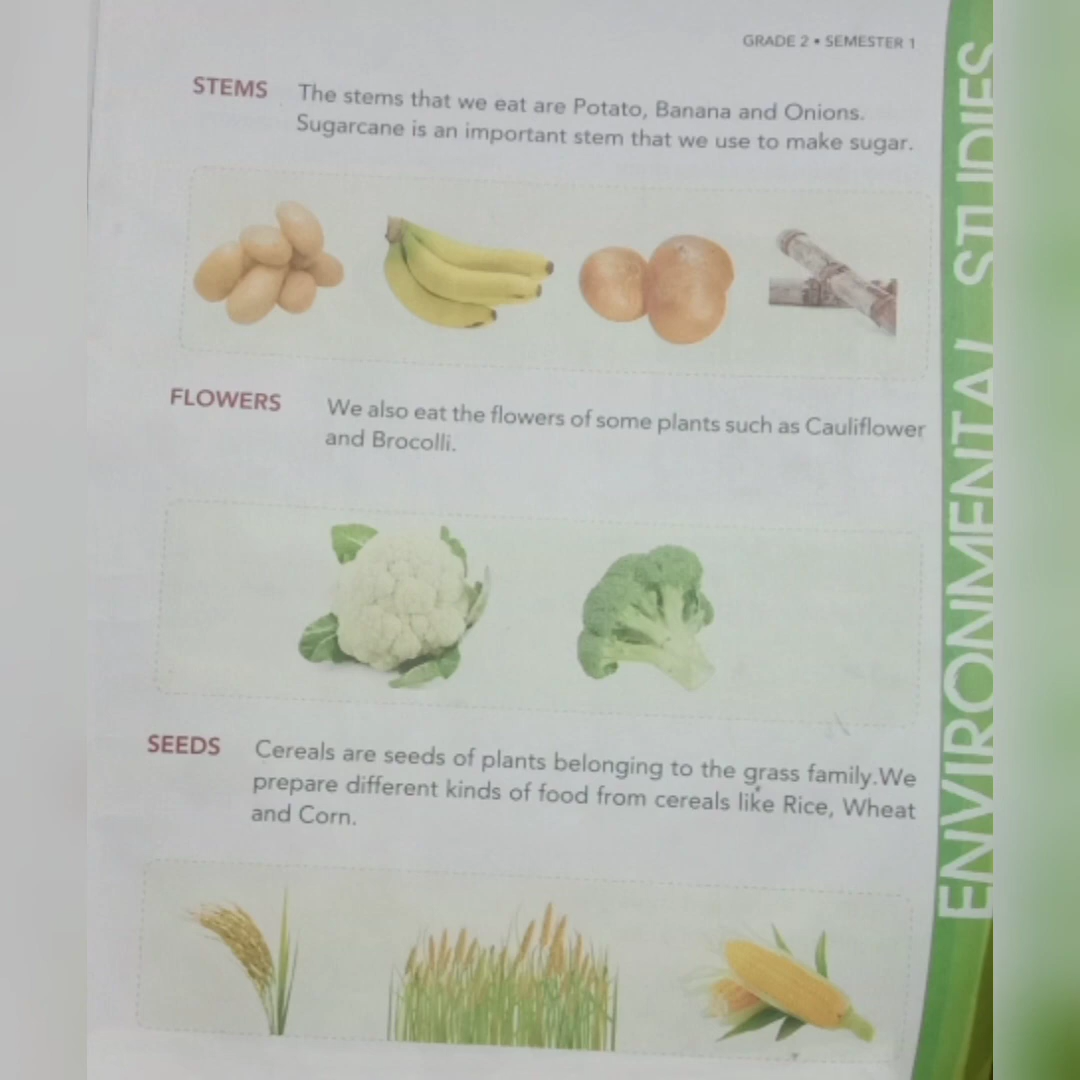 GRADE 2 • SEMESTER 1
STEMS The stems that we eat are Potato, Banana and Onions.
Sugarcane is an important stem that we use to make sugar.
FLOWERS We also eat the flowers of some plants such as Cauliflower
and Brocolli.
SEEDS Cereals are seeds of plants belonging to the grass family.We
prepare different kinds of food from cereals like Rice, Wheat
and Corn.
ENVIRONMENTAL STUDIES